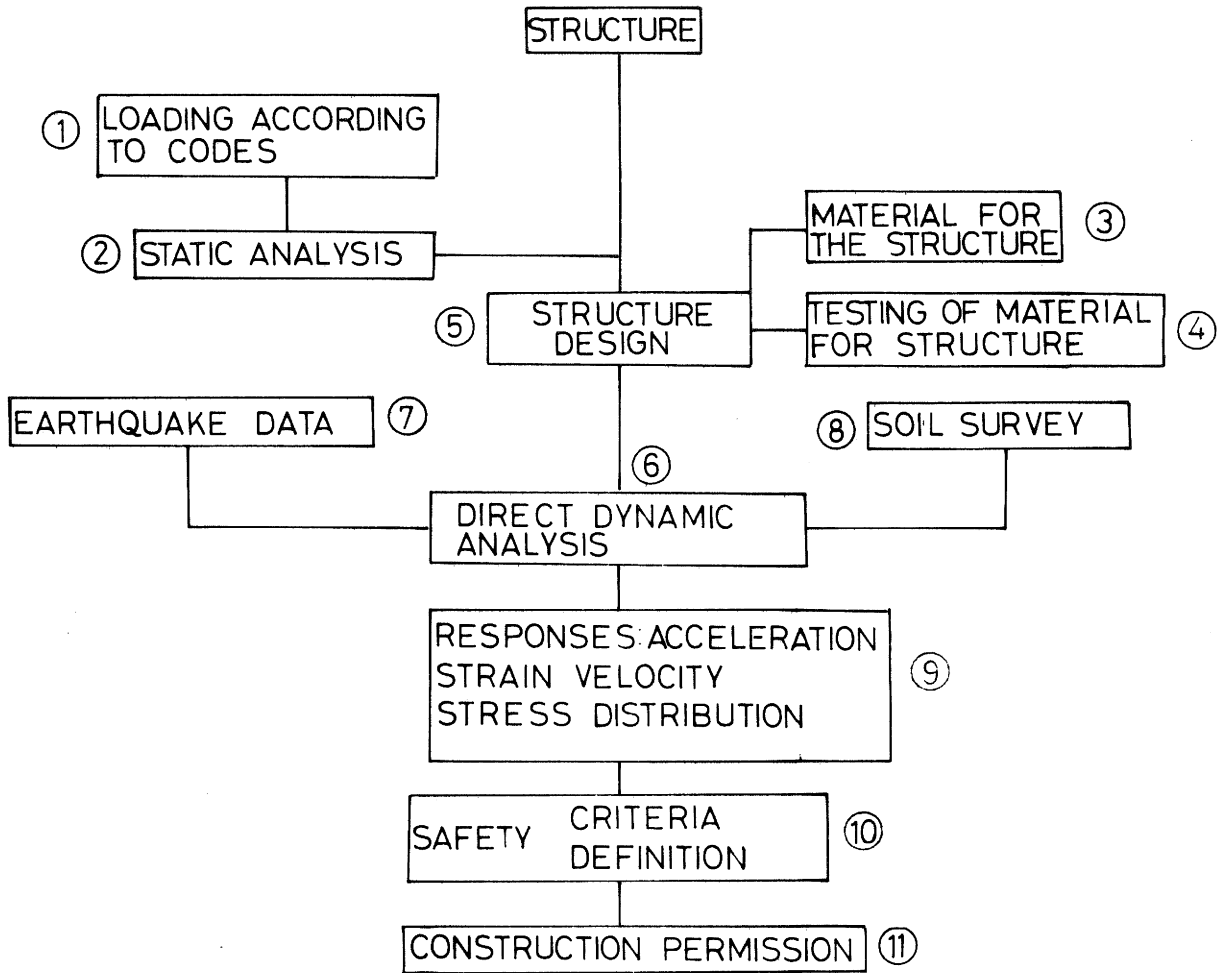 STRUCTURE
① LOADING ACCORDING
TO CODES
② STATIC ANALYSIS
MATERIAL FOR ③
THE STRUCTURE
⑤ STRUCTURE
DESIGN
TESTING OF MATERIAL ④
FOR STRUCTURE
EARTHQUAKE DATA ⑦
⑧ SOIL SURVEY
⑥
DIRECT DYNAMIC
ANALYSIS
RESPONSES: ACCELERATION
STRAIN VELOCITY ⑨
STRESS DISTRIBUTION
SAFETY CRITERIA ⑩
DEFINITION
CONSTRUCTION PERMISSION ⑪